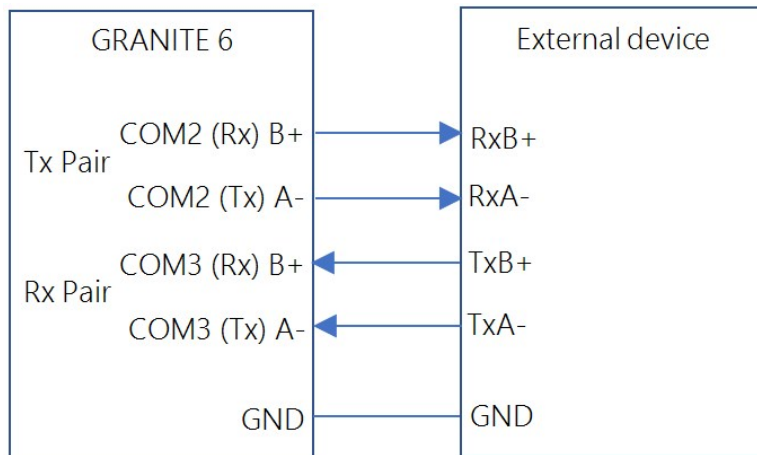 GRANITE 6
External device
Tx Pair
COM2 (Rx) B+
RxB+
COM2 (Tx) A-
RxA-
Rx Pair
COM3 (Rx) B+
TxB+
COM3 (Tx) A-
TxA-
GND
GND